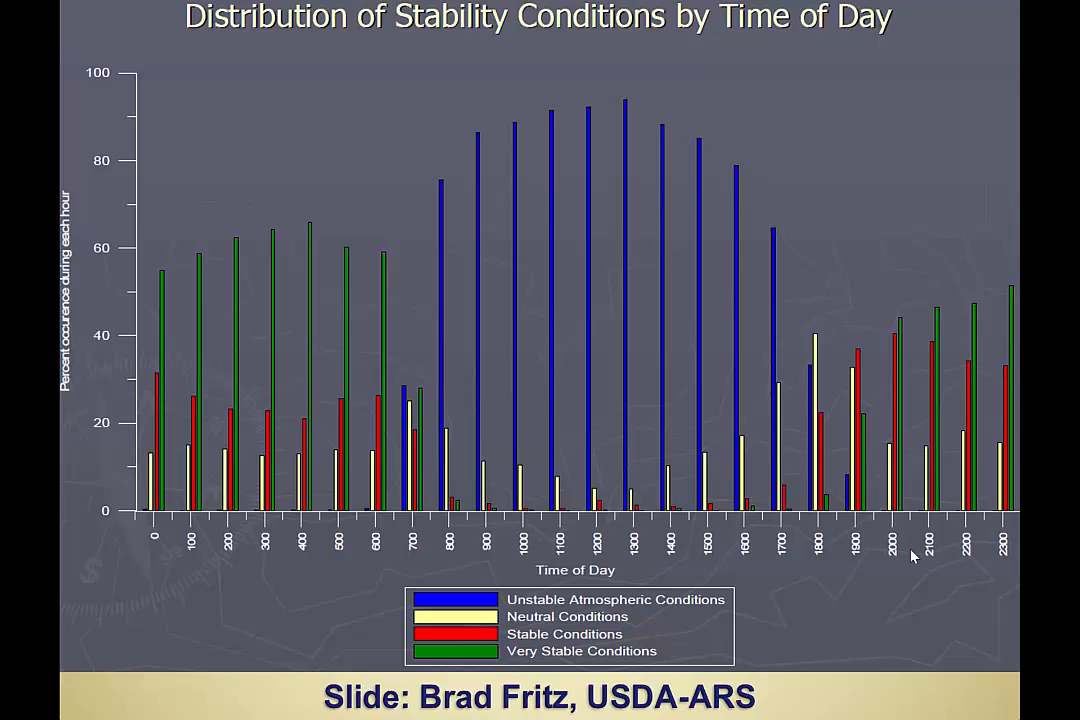 Distribution of Stability Conditions by Time of Day
Percent occurence during each hour
100
80
60
40
20
0
0 100 200 300 400 500 600 700 800 900 1000 1100 1200 1300 1400 1500 1600 1700 1800 1900 2000 2100 2200 2300
Time of Day
Unstable Atmospheric Conditions
Neutral Conditions
Stable Conditions
Very Stable Conditions
Slide: Brad Fritz, USDA-ARS